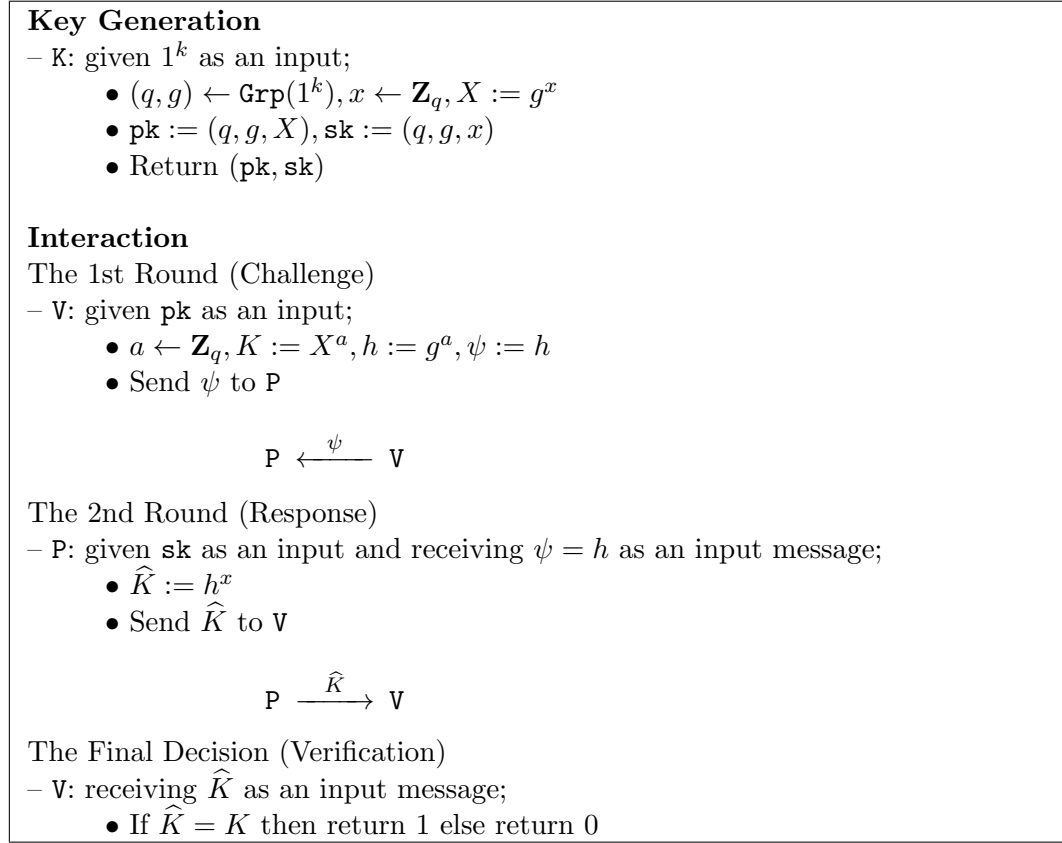 Key Generation
– K: given 1^k as an input;
• (q, g) ← Grp(1^k), x ← Z_q, X := g^x
• pk := (q, g, X), sk := (q, g, x)
• Return (pk, sk)
Interaction
The 1st Round (Challenge)
– V: given pk as an input;
• a ← Z_q, K := X^a, h := g^a, ψ := h
• Send ψ to P
P ←ψ V
The 2nd Round (Response)
– P: given sk as an input and receiving ψ = h as an input message;
• K̂ := h^x
• Send K̂ to V
P K̂→ V
The Final Decision (Verification)
– V: receiving K̂ as an input message;
• If K̂ = K then return 1 else return 0